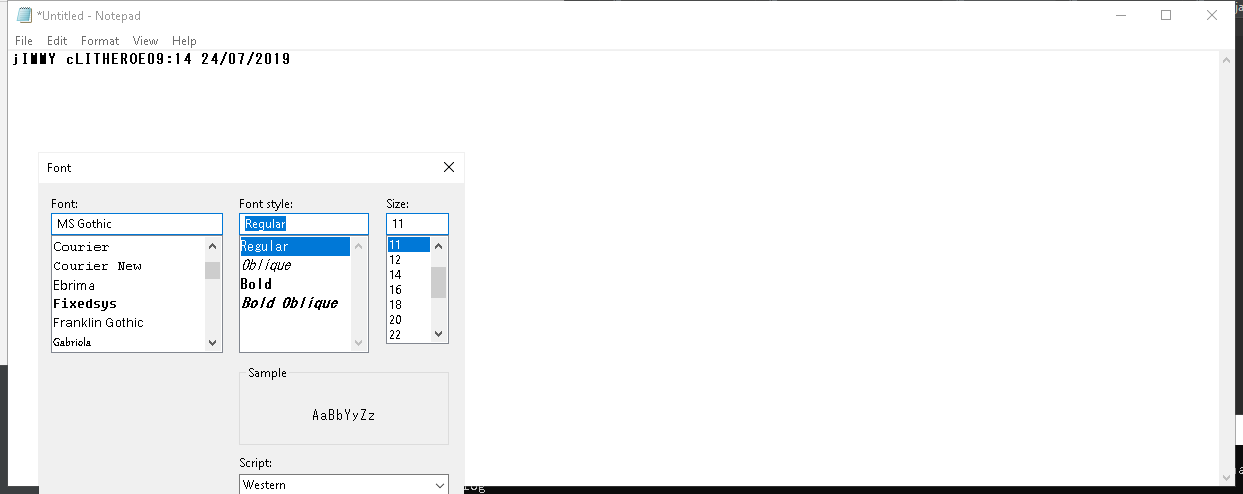 *Untitled - Notepad
File Edit Format View Help
jIMMY cLITHEROE09:14 24/07/2019
Font
Font: Font style: Size:
MS Gothic Regular 11
Courier Regular 11
Courier New Oblique 12
Ebrima Bold 14
Fixedsys Bold Oblique 16
Franklin Gothic 18
Gabriola 20
22
Sample
AaBbYyZz
Script:
Western